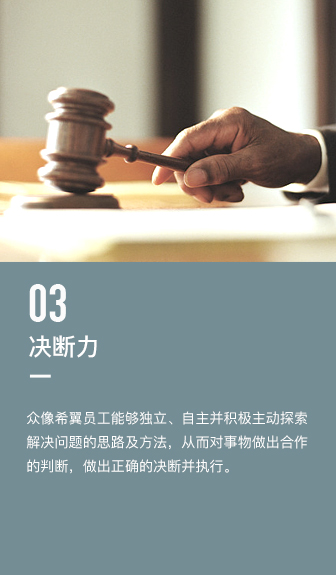 03
决断力
众像希翼员工能够独立、自主并积极主动探索
解决问题的思路及方法，从而对事物做出合作
的判断，做出正确的决断并执行。